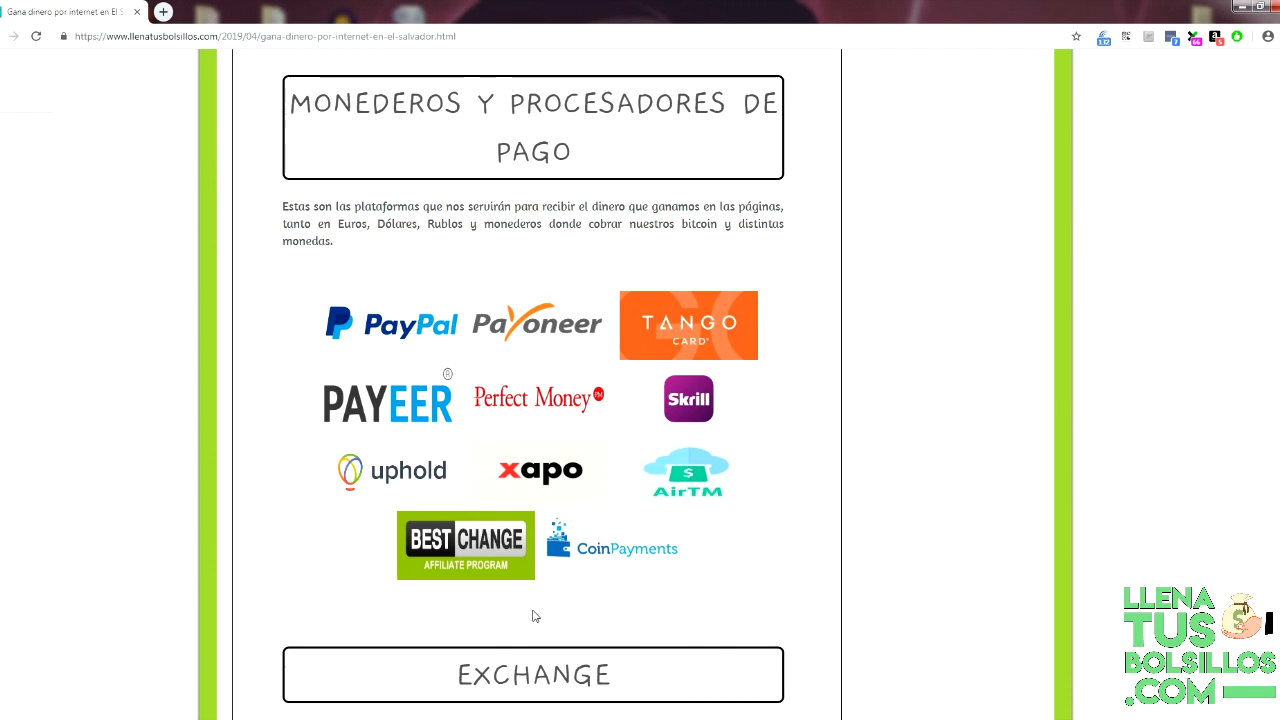 Gana dinero por internet en El S
https://www.llenatusbolsillos.com/2019/04/gana-dinero-por-internet-en-el-salvador.html
MONEDEROS Y PROCESADORES DE
PAGO
Estas son las plataformas que nos servirán para recibir el dinero que ganamos en las páginas,
tanto en Euros, Dólares, Rublos y monederos donde cobrar nuestros bitcoin y distintas
monedas.
PayPal Payoneer TANGO
CARD®
PAYEER® Perfect Money PM Skrill
uphold xapo $ AirTM
BEST CHANGE
AFFILIATE PROGRAM
CoinPayments
EXCHANGE
LLENA
TUS
BOLSILLOS
.COM